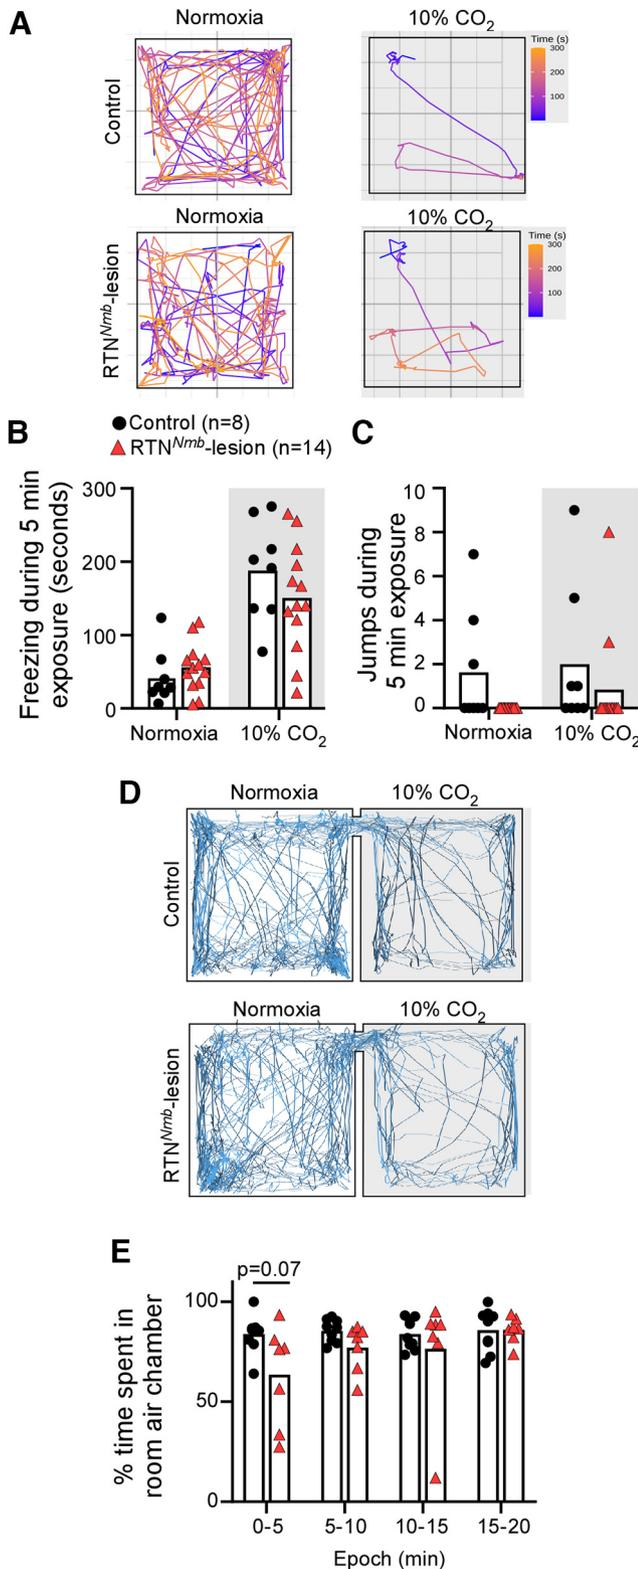 A
Normoxia
10% CO2
Control
Time (s)
300
200
100
Normoxia
10% CO2
RTNNmb-lesion
Time (s)
300
200
100
B
Control (n=8)
RTNNmb-lesion (n=14)
C
Freezing during 5 min
exposure (seconds)
300
200
100
0
Normoxia
10% CO2
Jumps during
5 min exposure
10
8
6
4
2
0
Normoxia
10% CO2
D
Normoxia
10% CO2
Control
Normoxia
10% CO2
RTNNmb-lesion
E
p=0.07
% time spent in
room air chamber
100
50
0
0-5
5-10
10-15
15-20
Epoch (min)